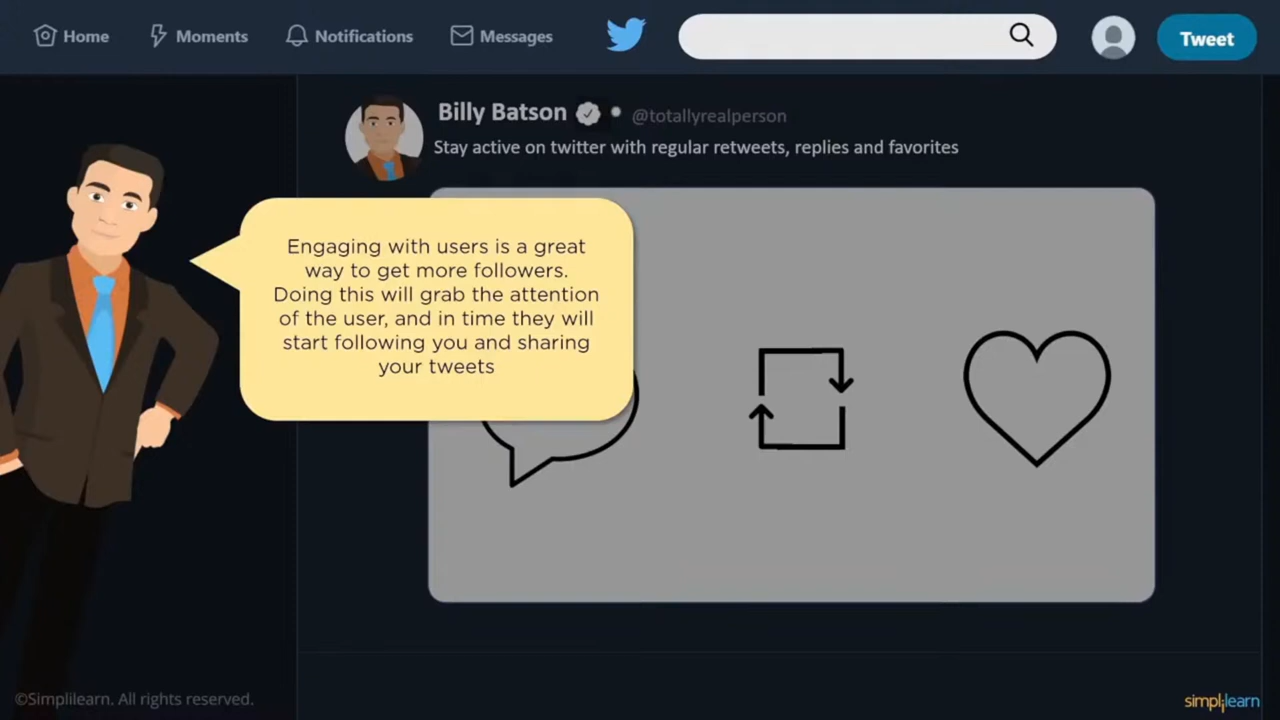 Home
Moments
Notifications
Messages
Tweet
Billy Batson
@totallyrealperson
Stay active on twitter with regular retweets, replies and favorites
Engaging with users is a great
way to get more followers.
Doing this will grab the attention
of the user, and in time they will
start following you and sharing
your tweets
©Simplilearn. All rights reserved.
simplilearn